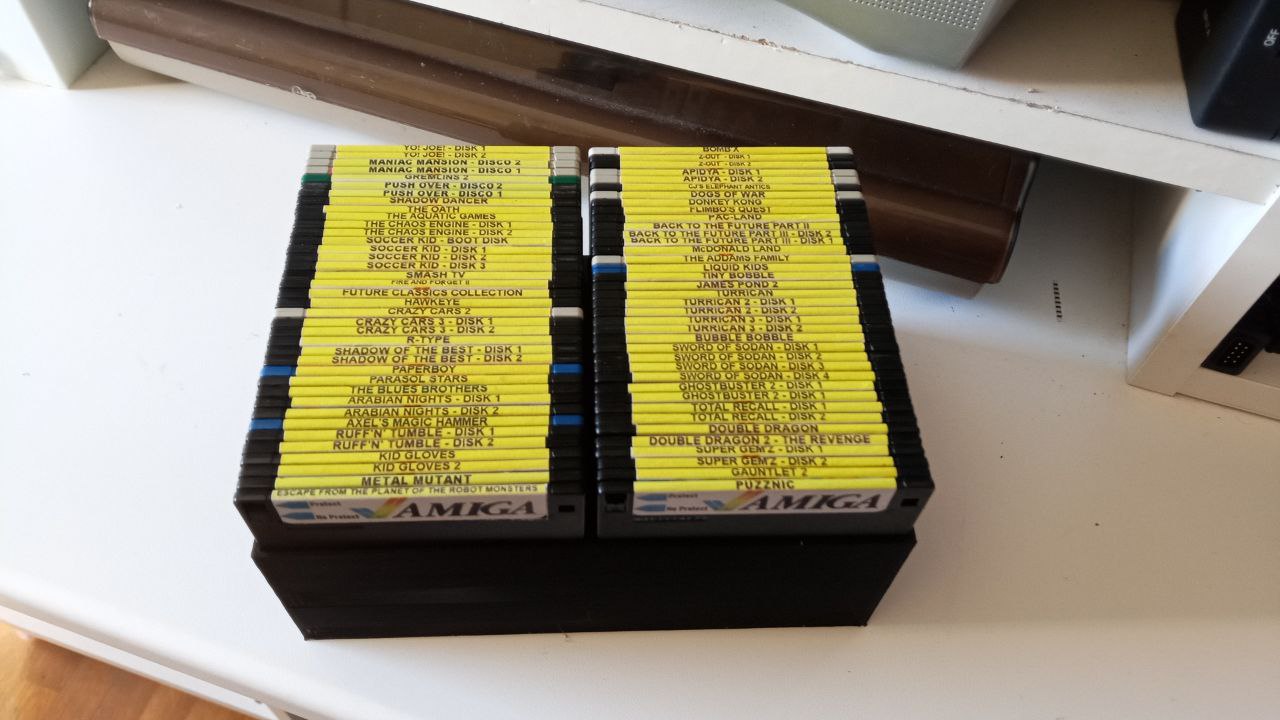 YO! JOE! - DISK 1
YO! JOE! - DISK 2
MANIAC MANSION - DISCO 2
MANIAC MANSION - DISCO 1
GREMLINS 2
PUSH OVER - DISCO 2
PUSH OVER - DISCO 1
SHADOW DANCER
THE OATH
THE AQUATIC GAMES
THE CHAOS ENGINE - DISK 1
THE CHAOS ENGINE - DISK 2
SOCCER KID - BOOT DISK
SOCCER KID - DISK 1
SOCCER KID - DISK 2
SOCCER KID - DISK 3
SMASH TV
FIRE AND FORGET II
FUTURE CLASSICS COLLECTION
HAWKEYE
CRAZY CARS 2
CRAZY CARS 3 - DISK 1
CRAZY CARS 3 - DISK 2
R-TYPE
SHADOW OF THE BEST - DISK 1
SHADOW OF THE BEST - DISK 2
PAPERBOY
PARASOL STARS
THE BLUES BROTHERS
ARABIAN NIGHTS - DISK 1
ARABIAN NIGHTS - DISK 2
AXEL'S MAGIC HAMMER
RUFF'N' TUMBLE - DISK 1
RUFF'N' TUMBLE - DISK 2
KID GLOVES
KID GLOVES 2
METAL MUTANT
ESCAPE FROM THE PLANET OF THE ROBOT MONSTERS
Protect
No Protect
AMIGA
BOMB X
Z-OUT - DISK 1
Z-OUT - DISK 2
APIDYA - DISK 1
APIDYA - DISK 2
CJ'S ELEPHANT ANTICS
DOGS OF WAR
DONKEY KONG
FLIMBO'S QUEST
PAC-LAND
BACK TO THE FUTURE PART II
BACK TO THE FUTURE PART III - DISK 2
BACK TO THE FUTURE PART III - DISK 1
McDONALD LAND
THE ADDAMS FAMILY
LIQUID KIDS
TINY BOBBLE
JAMES POND 2
TURRICAN
TURRICAN 2 - DISK 1
TURRICAN 2 - DISK 2
TURRICAN 3 - DISK 1
TURRICAN 3 - DISK 2
BUBBLE BOBBLE
SWORD OF SODAN - DISK 1
SWORD OF SODAN - DISK 2
SWORD OF SODAN - DISK 3
SWORD OF SODAN - DISK 4
GHOSTBUSTER 2 - DISK 1
GHOSTBUSTER 2 - DISK 2
TOTAL RECALL - DISK 1
TOTAL RECALL - DISK 2
DOUBLE DRAGON
DOUBLE DRAGON 2 - THE REVENGE
SUPER GEM'Z - DISK 1
SUPER GEM'Z - DISK 2
GAUNTLET 2
PUZZNIC
Protect
No Protect
AMIGA
OFF